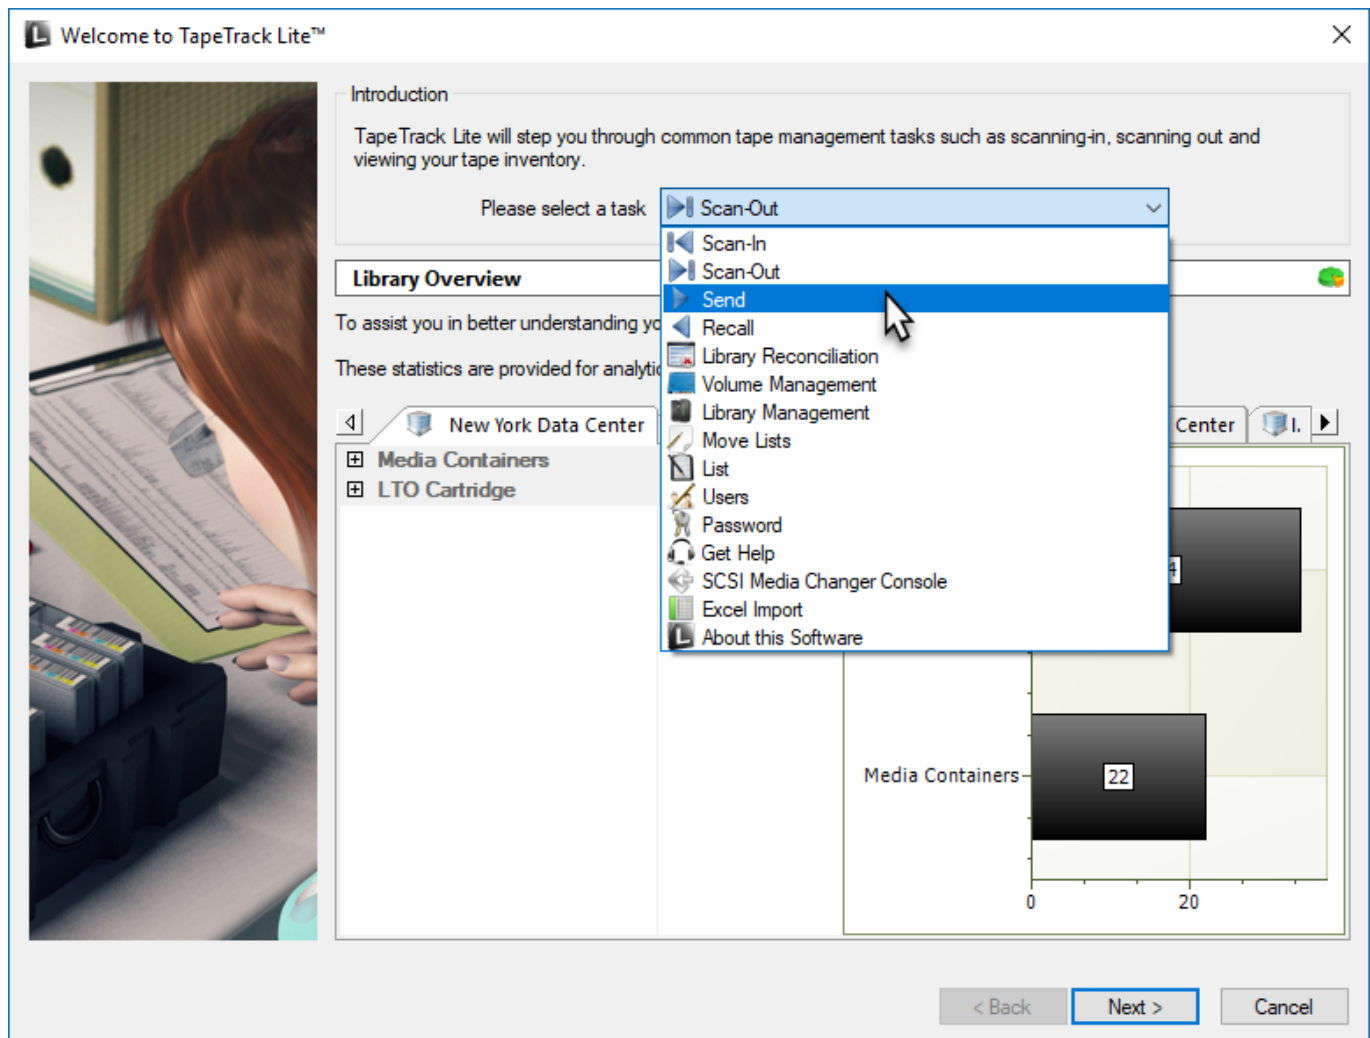 Welcome to TapeTrack Lite™
Introduction
TapeTrack Lite will step you through common tape management tasks such as scanning-in, scanning out and
viewing your tape inventory.
Please select a task
Scan-Out
Scan-In
Scan-Out
Send
Recall
Library Reconciliation
Volume Management
Library Management
Move Lists
List
Users
Password
Get Help
SCSI Media Changer Console
Excel Import
About this Software
Library Overview
To assist you in better understanding
These statistics are provided for
New York Data Center
Center
Media Containers
LTO Cartridge
Media Containers
22
0
20
< Back
Next >
Cancel